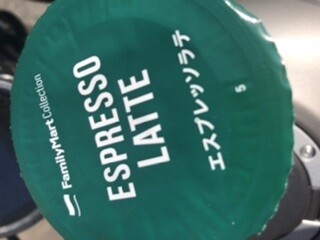 FamilyMart Collection
ESPRESSO
LATTE
エスプレッソラテ
5